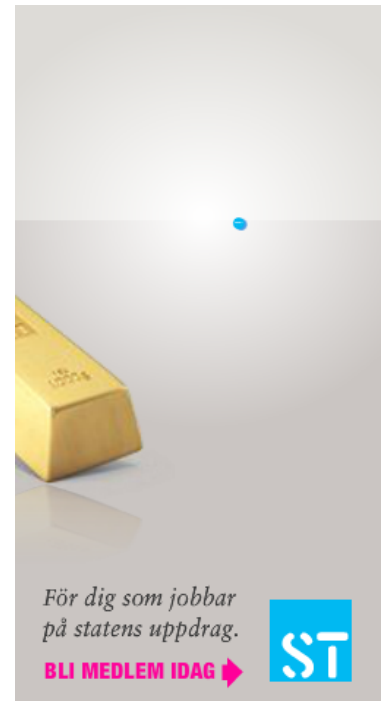 För dig som jobbar
på statens uppdrag.
BLI MEDLEM IDAG
ST